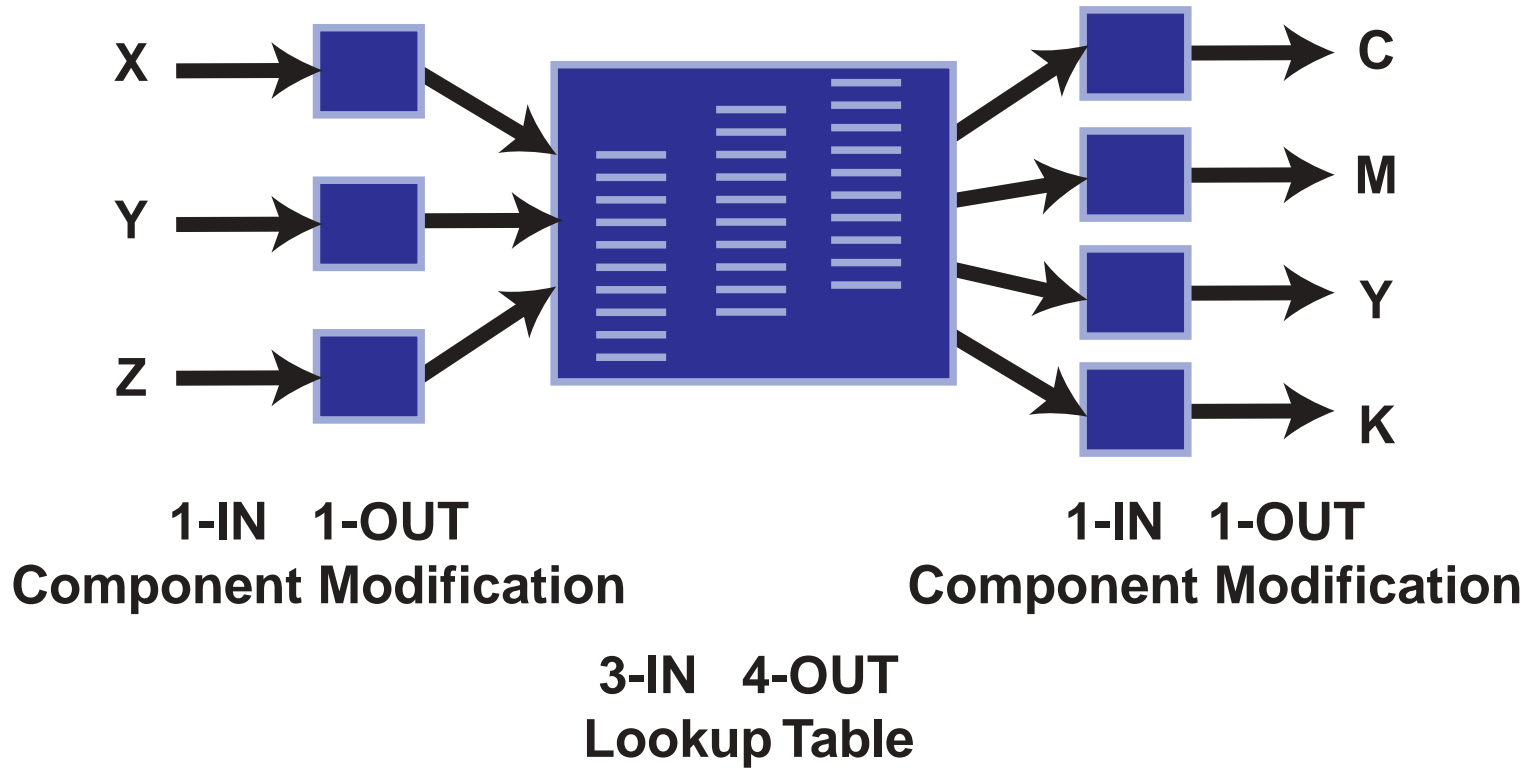 X
Y
Z
C
M
Y
K
1-IN 1-OUT
Component Modification
1-IN 1-OUT
Component Modification
3-IN 4-OUT
Lookup Table